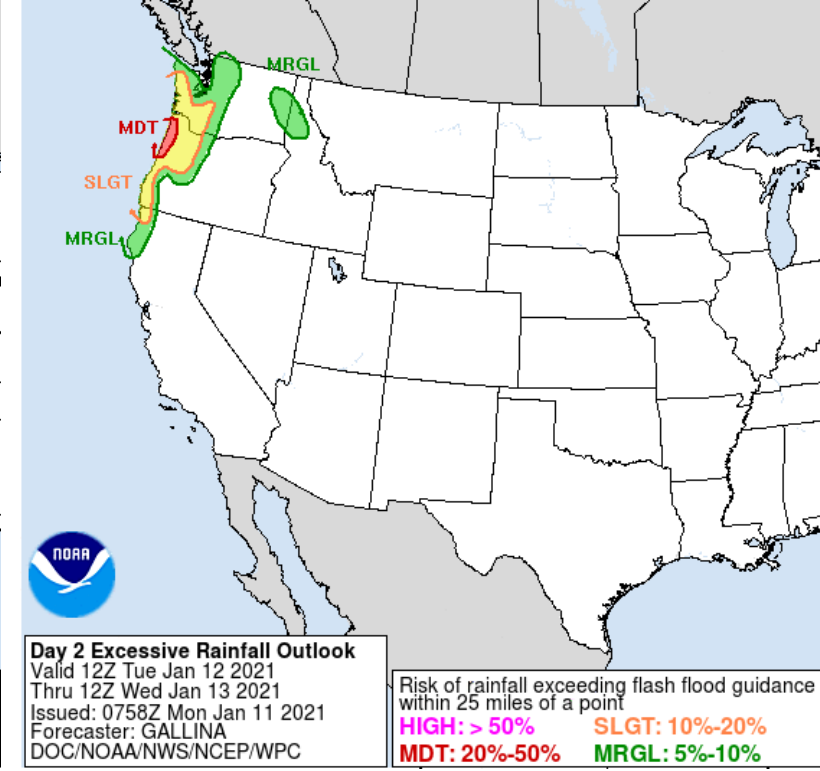 MRGL
MDT
SLGT
MRGL
NOAA
Day 2 Excessive Rainfall Outlook
Valid 12Z Tue Jan 12 2021
Thru 12Z Wed Jan 13 2021
Issued: 0758Z Mon Jan 11 2021
Forecaster: GALLINA
DOC/NOAA/NWS/NCEP/WPC
Risk of rainfall exceeding flash flood guidance
within 25 miles of a point
HIGH: > 50% SLGT: 10%-20%
MDT: 20%-50% MRGL: 5%-10%